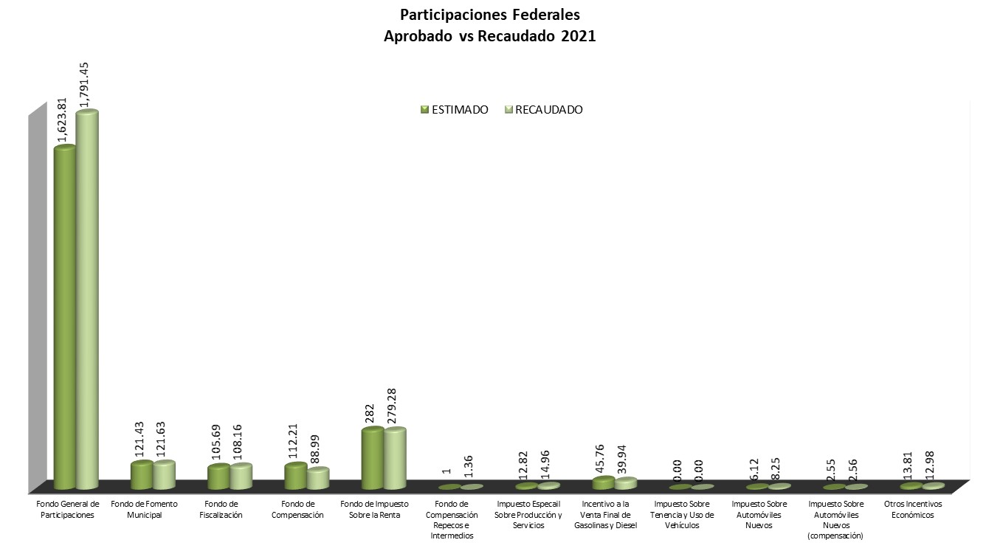 Participaciones Federales
Aprobado vs Recaudado 2021
ESTIMADO
RECAUDADO
1,623.81
1,791.45
121.43
121.63
105.69
108.16
112.21
88.99
282
279.28
1
1.36
12.82
14.96
45.76
39.94
0.00
0.00
6.12
8.25
2.55
2.56
13.81
12.98
Fondo General de
Participaciones
Fondo de Fomento
Municipal
Fondo de
Fiscalización
Fondo de
Compensación
Fondo de Impuesto
Sobre la Renta
Fondo de
Compensación
Repecos e
Intermedios
Impuesto Especail
Sobre Producción y
Servicios
Incentivo a la
Venta Final de
Gasolinas y Diesel
Impuesto Sobre
Tenencia y Uso de
Vehículos
Impuesto Sobre
Automóviles
Nuevos
Impuesto Sobre
Automóviles
Nuevos
(compensación)
Otros Incentivos
Económicos